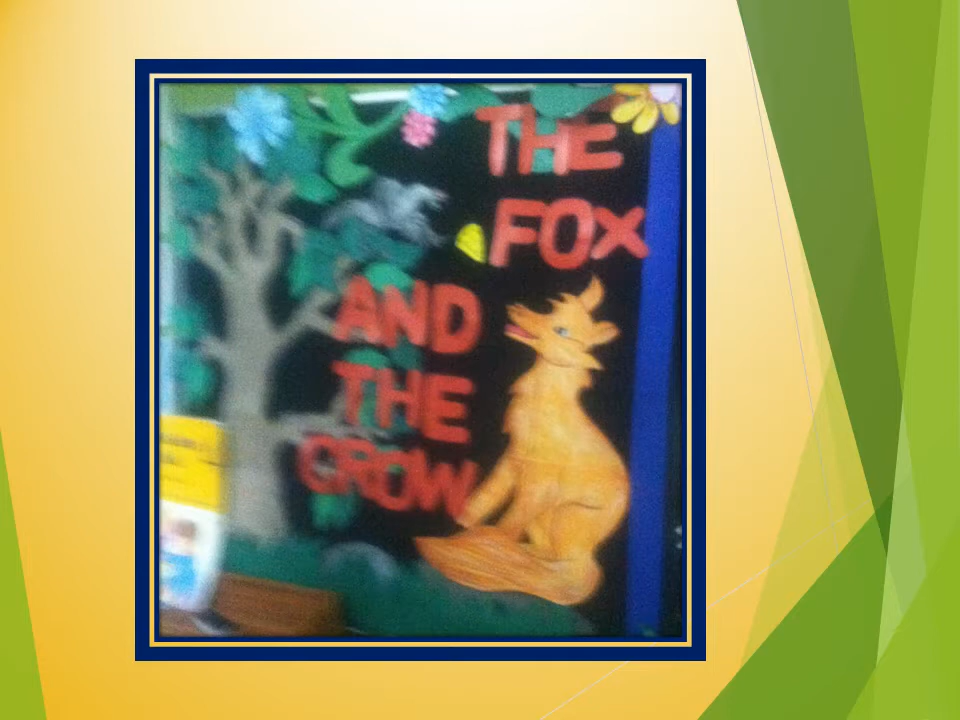 THE
FOX
AND
THE
CROW